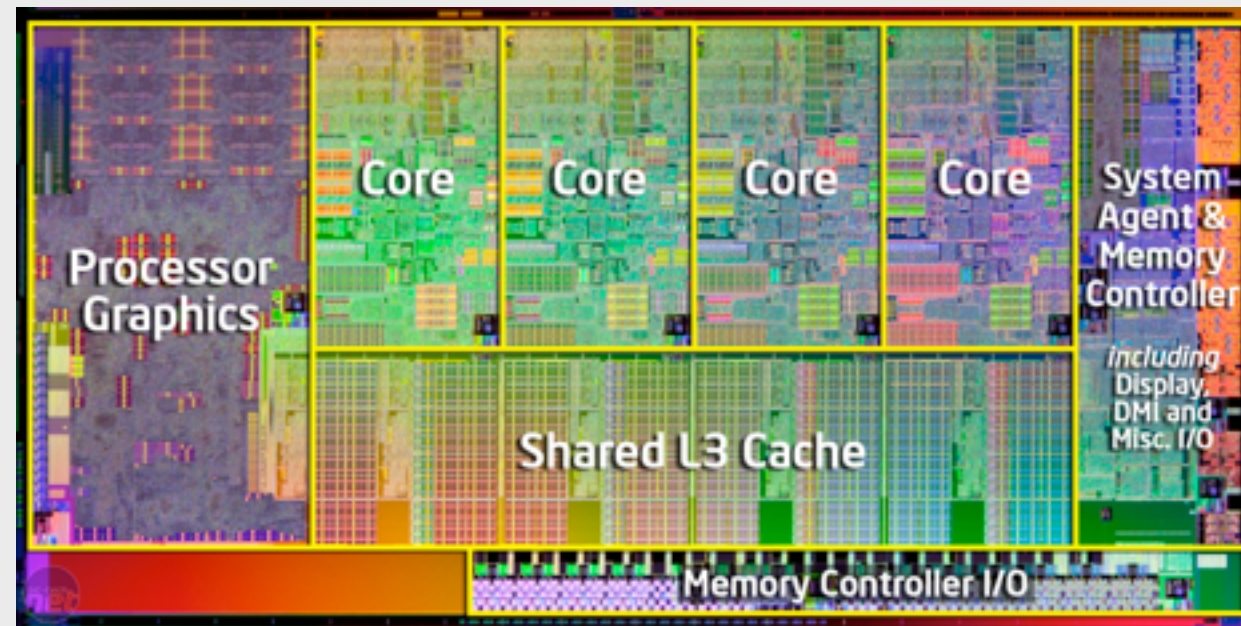 Processor
Graphics
Core
Core
Core
Core
System
Agent &
Memory
Controller
including
Display,
DMI and
Misc. I/O
Shared L3 Cache
Memory Controller I/O